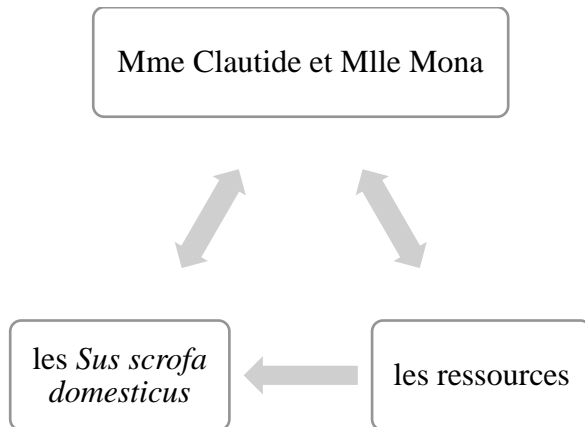 Mme Clautide et Mlle Mona
les Sus scrofa
domesticus
les ressources